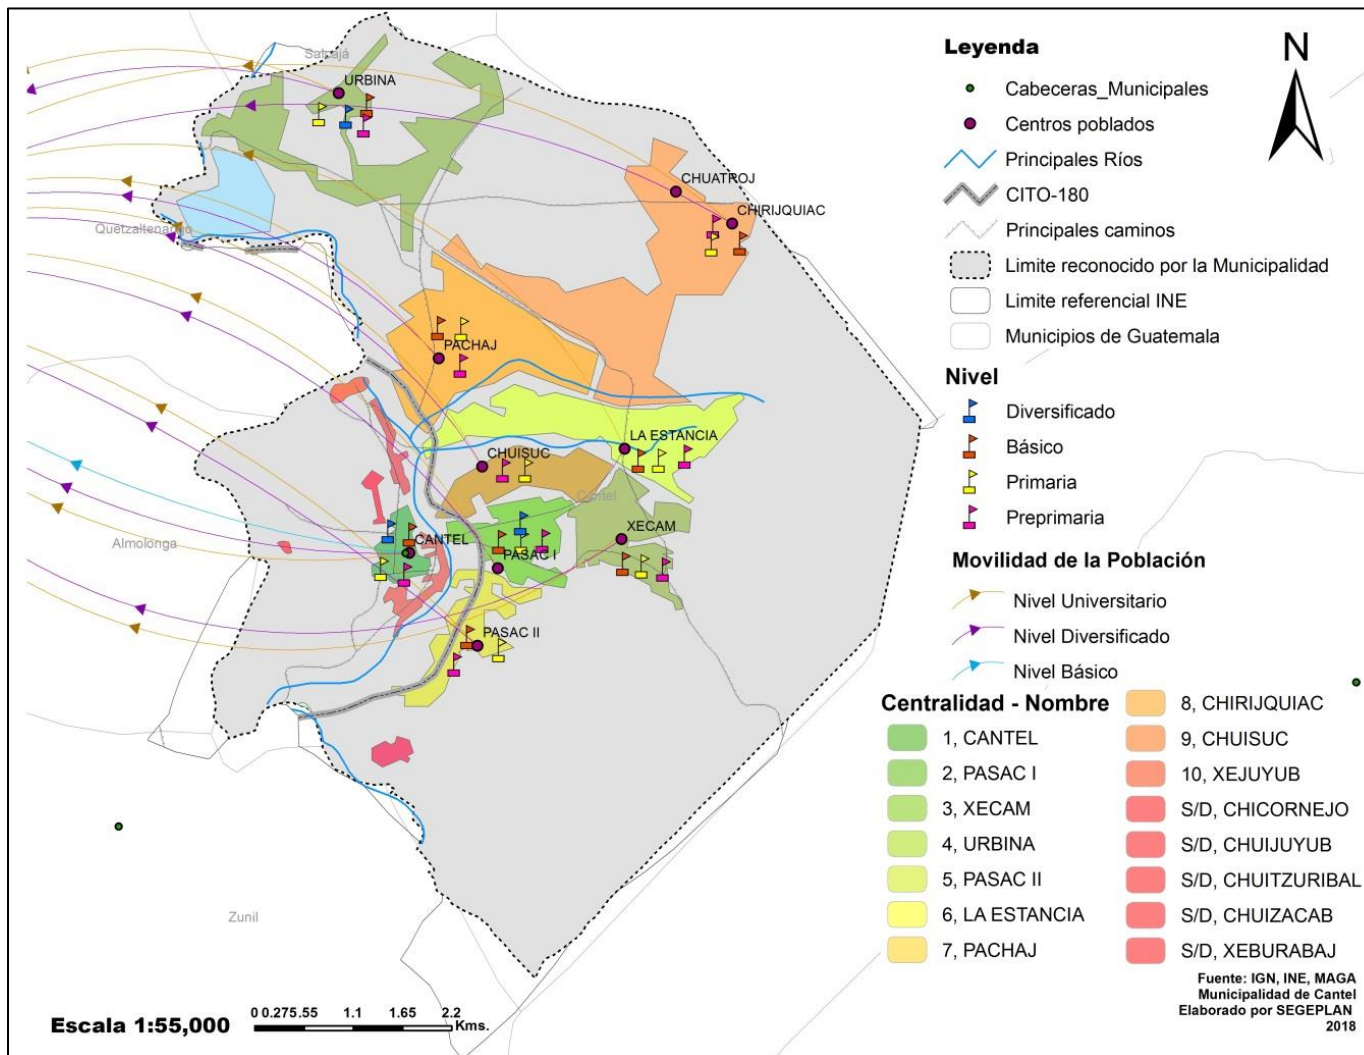 Salcajá
URBINA
CHUATROJ
CHIRIJQUIAC
Quetzaltenango
PACHAJ
LA ESTANCIA
CHUISUC
Cantel
XECAM
Almolonga
CANTEL
PASAC I
PASAC II
Zunil
Escala 1:55,000
0 0.275.55 1.1 1.65 2.2
Kms.
N
Leyenda
Cabeceras_Municipales
Centros poblados
Principales Ríos
CITO-180
Principales caminos
Limite reconocido por la Municipalidad
Limite referencial INE
Municipios de Guatemala
Nivel
Diversificado
Básico
Primaria
Preprimaria
Movilidad de la Población
Nivel Universitario
Nivel Diversificado
Nivel Básico
Centralidad - Nombre
1, CANTEL
2, PASAC I
3, XECAM
4, URBINA
5, PASAC II
6, LA ESTANCIA
7, PACHAJ
8, CHIRIJQUIAC
9, CHUISUC
10, XEJUYUB
S/D, CHICORNEJO
S/D, CHUIJUYUB
S/D, CHUITZURIBAL
S/D, CHUIZACAB
S/D, XEBURABAJ
Fuente: IGN, INE, MAGA
Municipalidad de Cantel
Elaborado por SEGEPLAN
2018